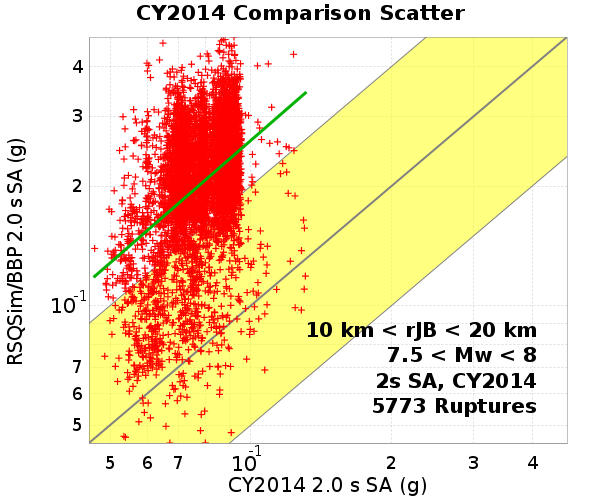 CY2014 Comparison Scatter
RSQSim/BBP 2.0 s SA (g)
4
3
2
10-1
7
6
5
10 km < rJB < 20 km
7.5 < Mw < 8
2s SA, CY2014
5773 Ruptures
5 6 7 10-1 2 3 4
CY2014 2.0 s SA (g)